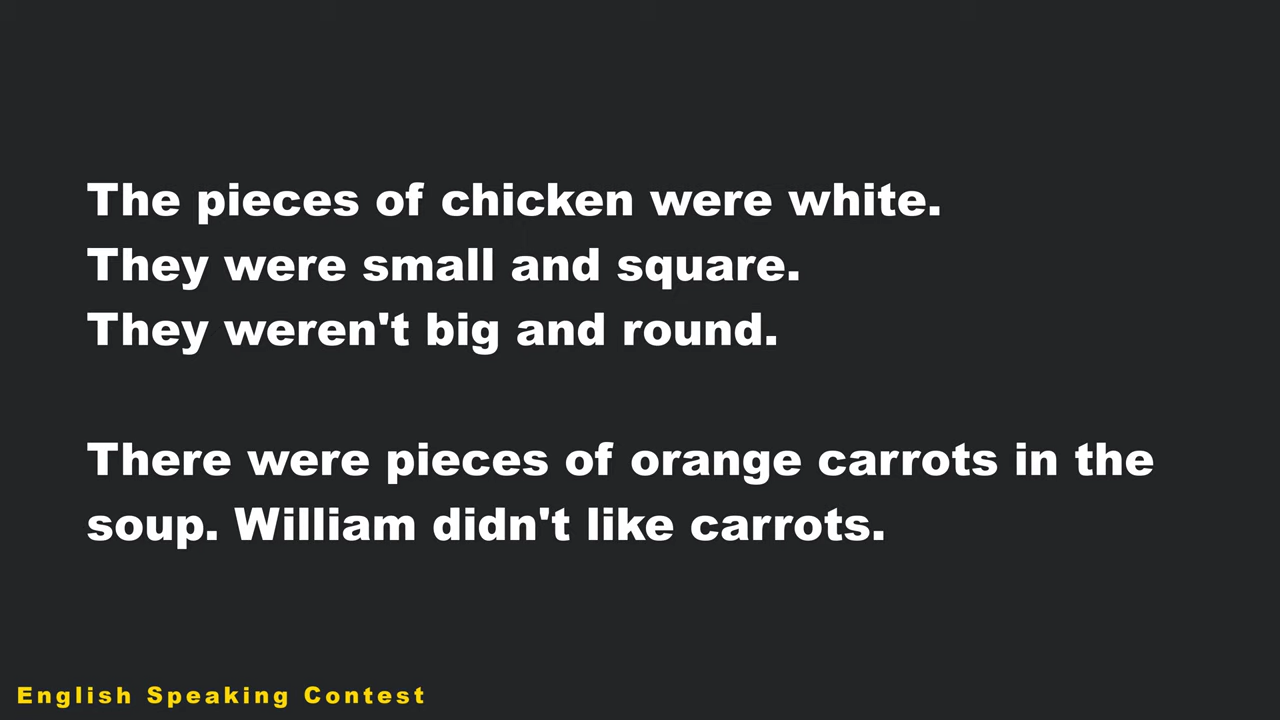 The pieces of chicken were white.
They were small and square.
They weren't big and round.
There were pieces of orange carrots in the
soup. William didn't like carrots.
English Speaking Contest